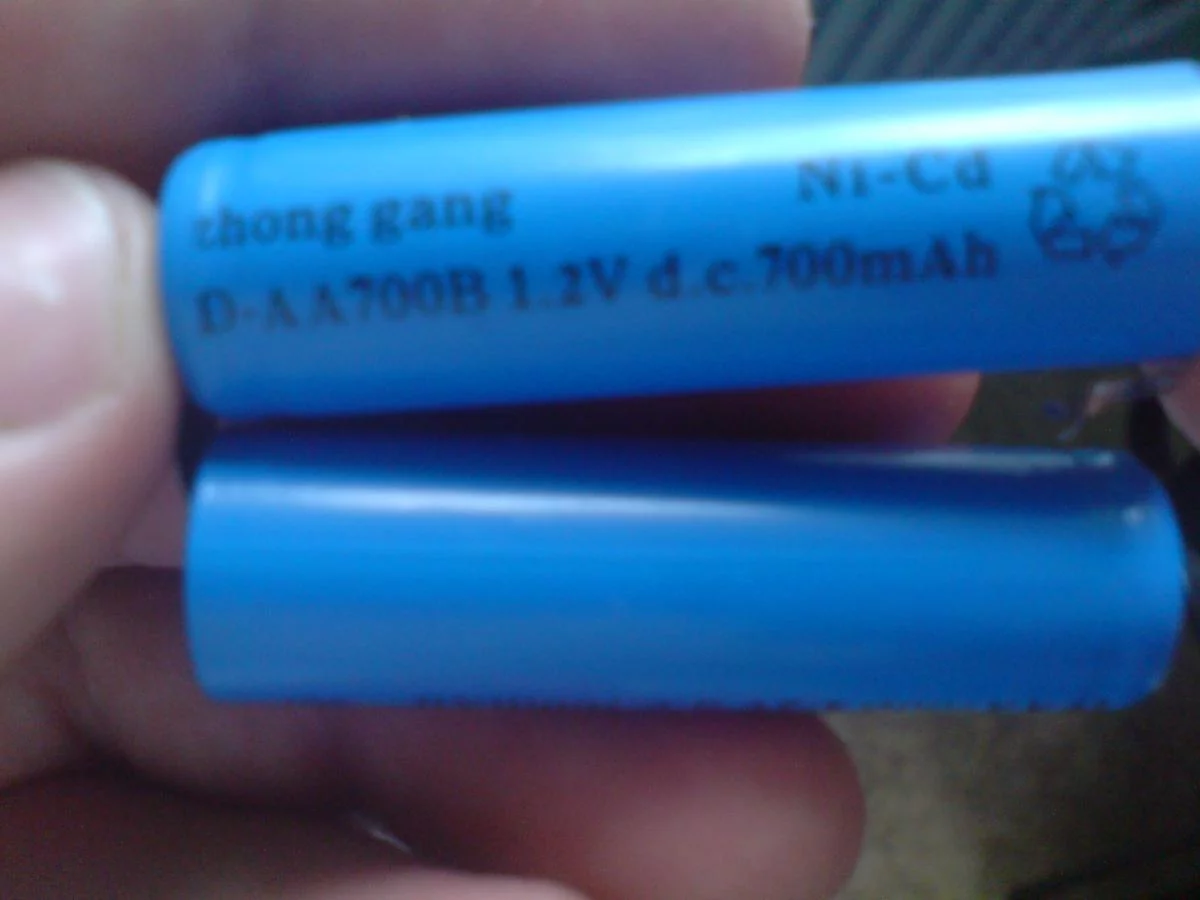 zhong gang Ni-Cd
D-AA700B 1.2V d.c.700mAh